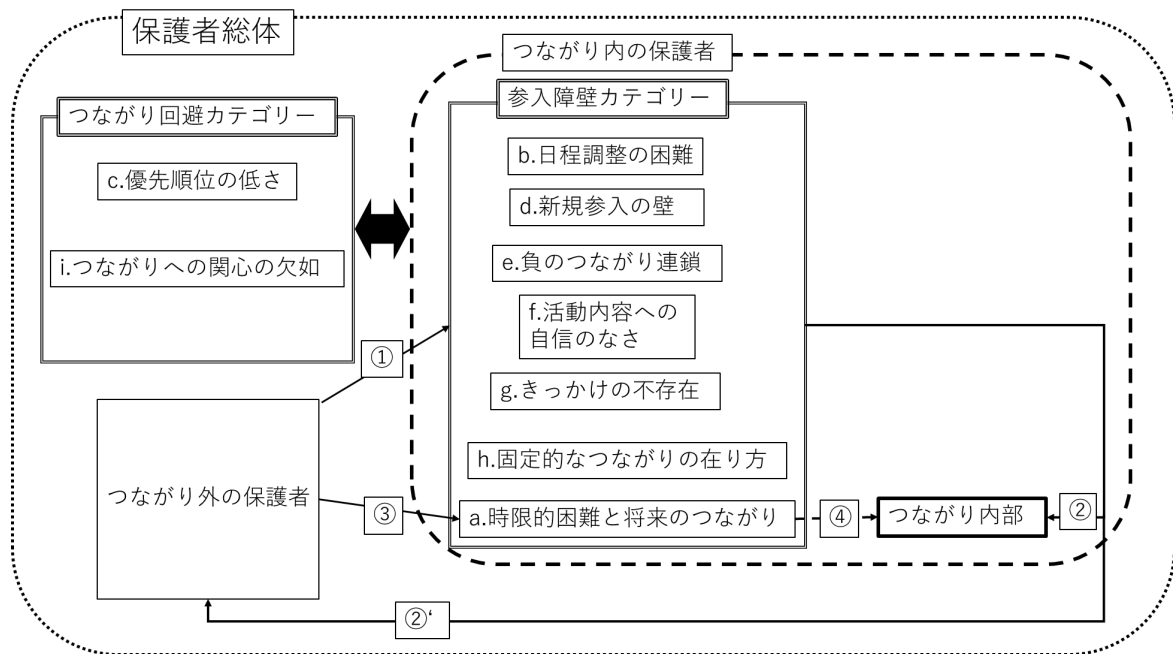 保護者総体
つながり内の保護者
つながり回避カテゴリー
c.優先順位の低さ
i.つながりへの関心の欠如
参入障壁カテゴリー
b.日程調整の困難
d.新規参入の壁
e.負のつながり連鎖
f.活動内容への
自信のなさ
g.きっかけの不存在
h.固定的なつながりの在り方
a.時限的困難と将来のつながり
①
つながり外の保護者
③
④
つながり内部
②
②‘